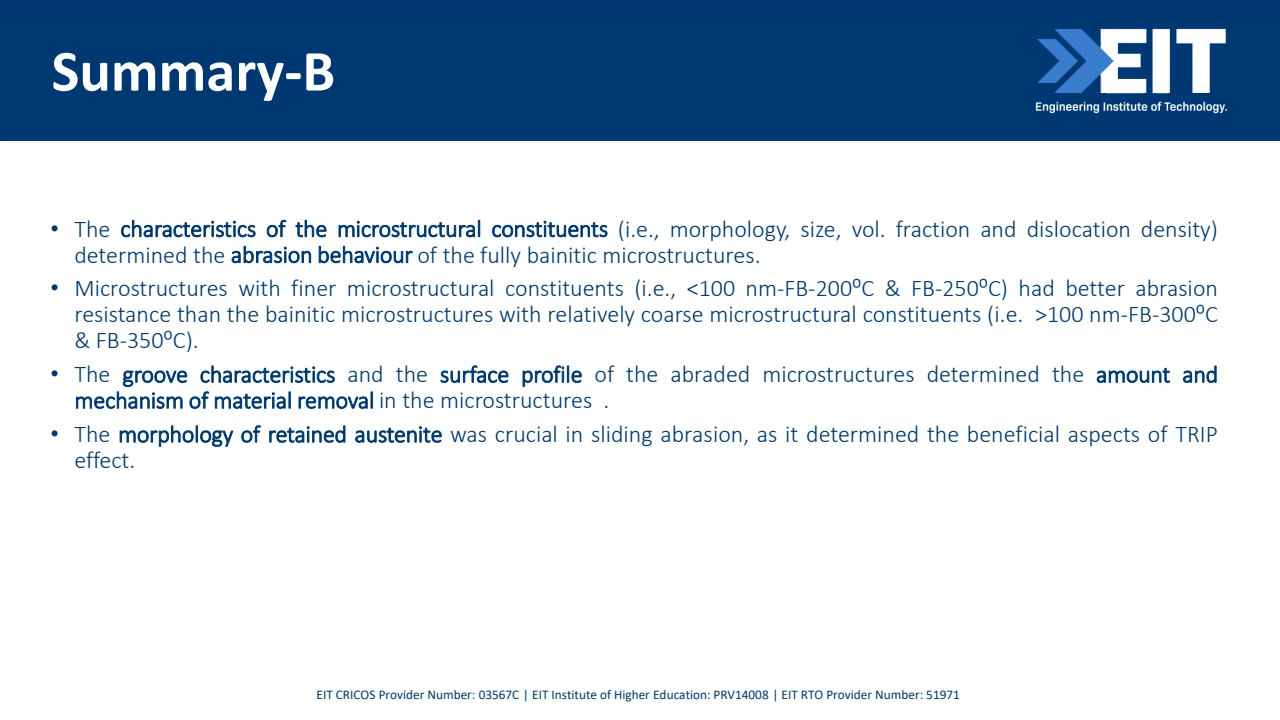 Summary-B
EIT
Engineering Institute of Technology.
• The characteristics of the microstructural constituents (i.e., morphology, size, vol. fraction and dislocation density)
determined the abrasion behaviour of the fully bainitic microstructures.
• Microstructures with finer microstructural constituents (i.e., <100 nm-FB-200⁰C & FB-250⁰C) had better abrasion
resistance than the bainitic microstructures with relatively coarse microstructural constituents (i.e.  >100 nm-FB-300⁰C
& FB-350⁰C).
• The groove characteristics and the surface profile of the abraded microstructures determined the amount and
mechanism of material removal in the microstructures  .
• The morphology of retained austenite was crucial in sliding abrasion, as it determined the beneficial aspects of TRIP
effect.
EIT CRICOS Provider Number: 03567C | EIT Institute of Higher Education: PRV14008 | EIT RTO Provider Number: 51971